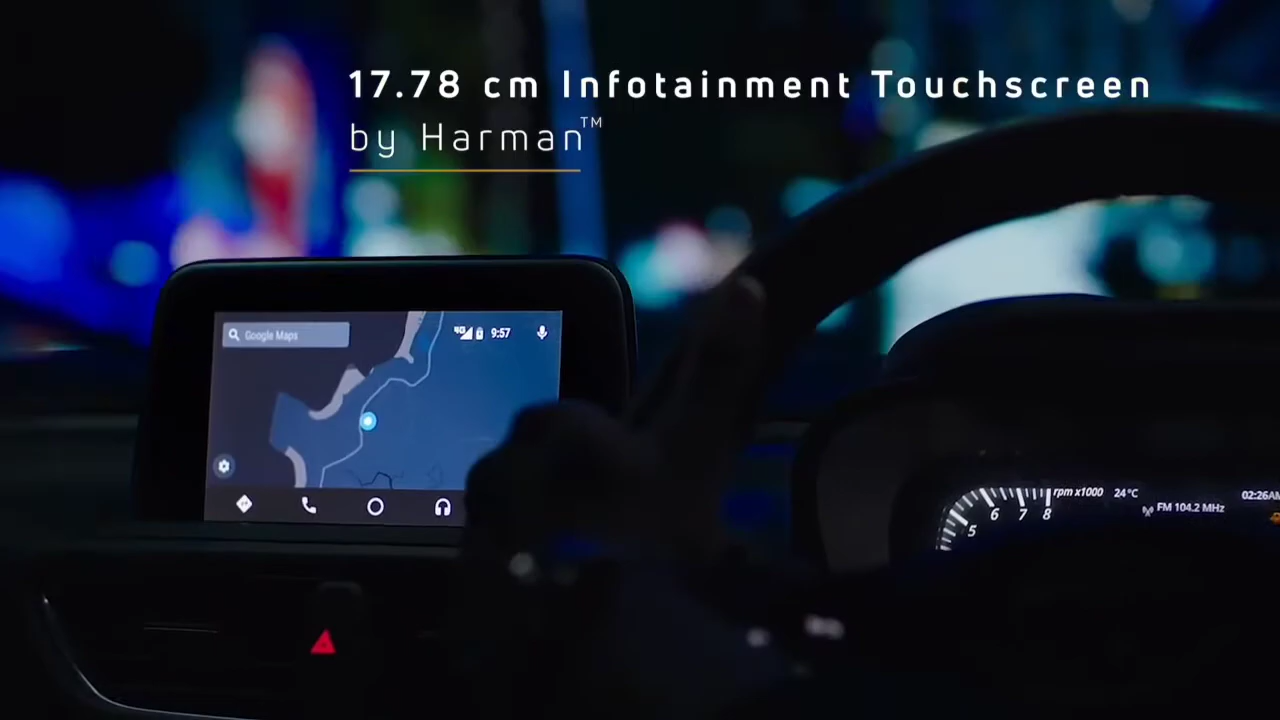 17.78 cm Infotainment Touchscreen
by Harman™
Google Maps
4G 9:57
rpm x1000 24°C
FM 104.2 MHz
02:26AM
5 6 7 8